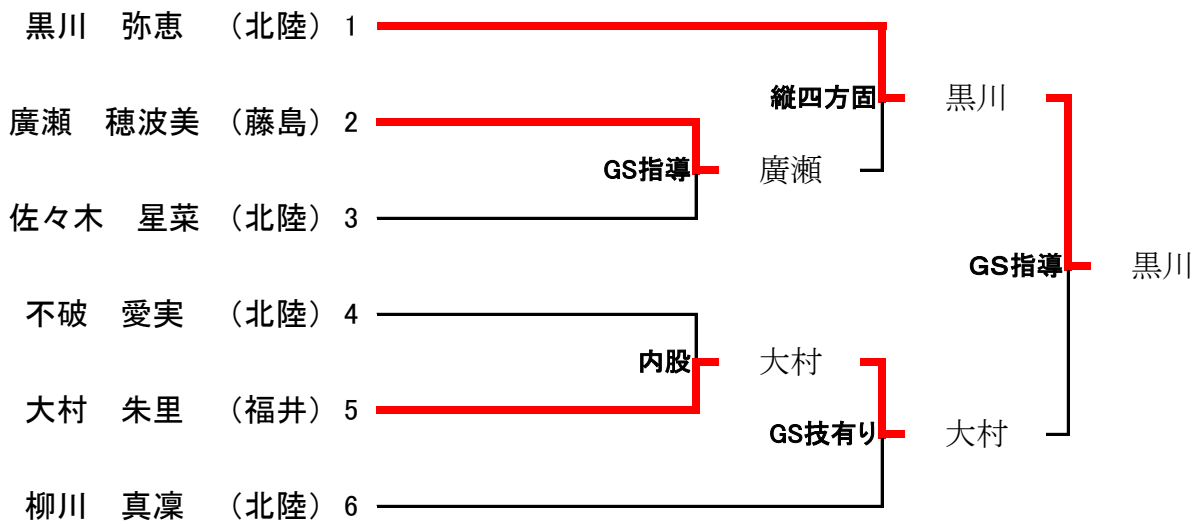 黒川　弥恵　（北陸） 1
縦四方固　黒川
廣瀬　穂波美　（藤島） 2
GS指導　廣瀬
佐々木　星菜　（北陸） 3
GS指導　黒川
不破　愛実　（北陸） 4
内股　大村
大村　朱里　（福井） 5
GS技有り　大村
柳川　真凜　（北陸） 6